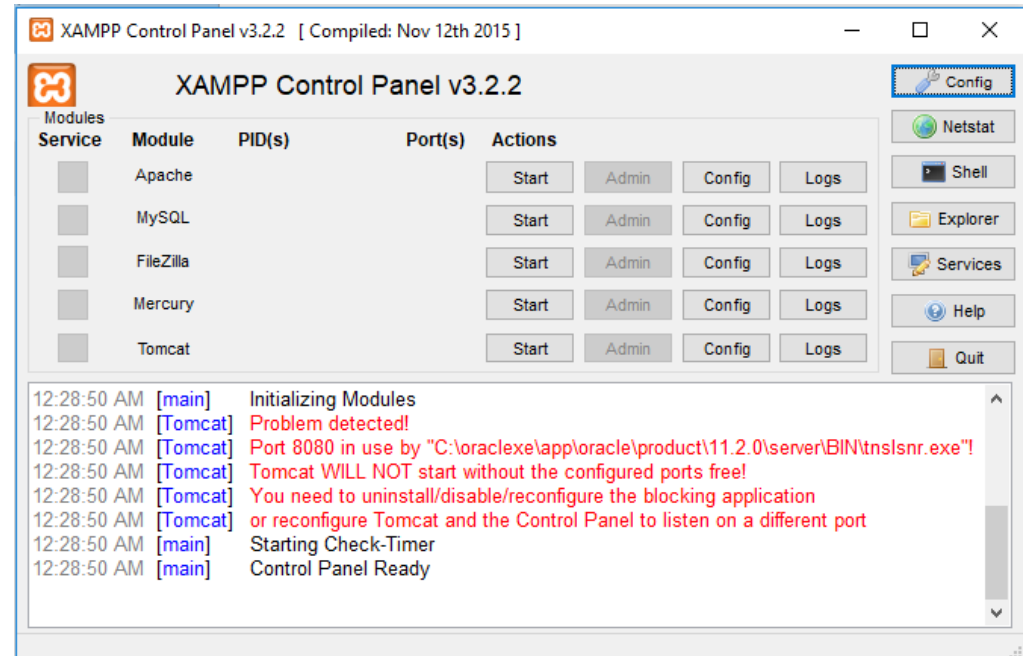 XAMPP Control Panel v3.2.2 [ Compiled: Nov 12th 2015 ]
XAMPP Control Panel v3.2.2
Config
Modules
Netstat
Service Module PID(s) Port(s) Actions
Apache Start Admin Config Logs
Shell
MySQL Start Admin Config Logs
Explorer
FileZilla Start Admin Config Logs
Services
Mercury Start Admin Config Logs
Help
Tomcat Start Admin Config Logs
Quit
12:28:50 AM [main] Initializing Modules
12:28:50 AM [Tomcat] Problem detected!
12:28:50 AM [Tomcat] Port 8080 in use by "C:\oraclexe\app\oracle\product\11.2.0\server\BIN\tnslsnr.exe"!
12:28:50 AM [Tomcat] Tomcat WILL NOT start without the configured ports free!
12:28:50 AM [Tomcat] You need to uninstall/disable/reconfigure the blocking application
12:28:50 AM [Tomcat] or reconfigure Tomcat and the Control Panel to listen on a different port
12:28:50 AM [main] Starting Check-Timer
12:28:50 AM [main] Control Panel Ready